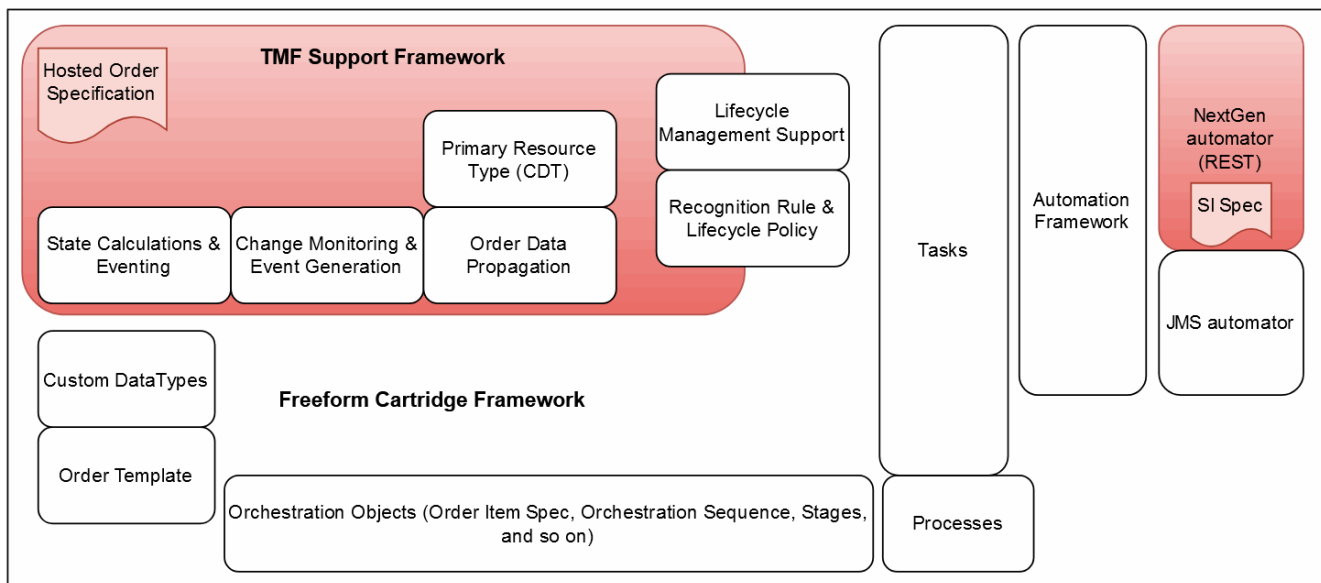 TMF Support Framework
Hosted Order
Specification
Lifecycle
Management Support
Primary Resource
Type (CDT)
Recognition Rule &
Lifecycle Policy
State Calculations &
Eventing
Change Monitoring &
Event Generation
Order Data
Propagation
Tasks
Automation
Framework
NextGen
automator
(REST)
SI Spec
JMS automator
Custom DataTypes
Freeform Cartridge Framework
Order Template
Orchestration Objects (Order Item Spec, Orchestration Sequence, Stages,
and so on)
Processes